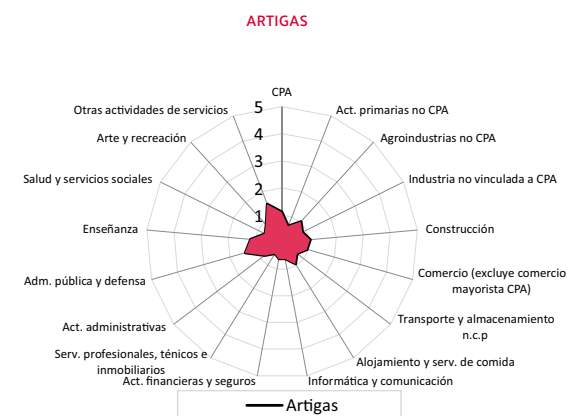 ARTIGAS
CPA
Otras actividades de servicios
Act. primarias no CPA
Arte y recreación
Agroindustrias no CPA
Salud y servicios sociales
Industria no vinculada a CPA
Enseñanza
Construcción
Adm. pública y defensa
Comercio (excluye comercio
mayorista CPA)
Act. administrativas
Transporte y almacenamiento
n.c.p
Serv. profesionales, ténicos e
inmobiliarios
Alojamiento y serv. de comida
Act. financieras y seguros
Informática y comunicación
5
4
3
2
1
Artigas